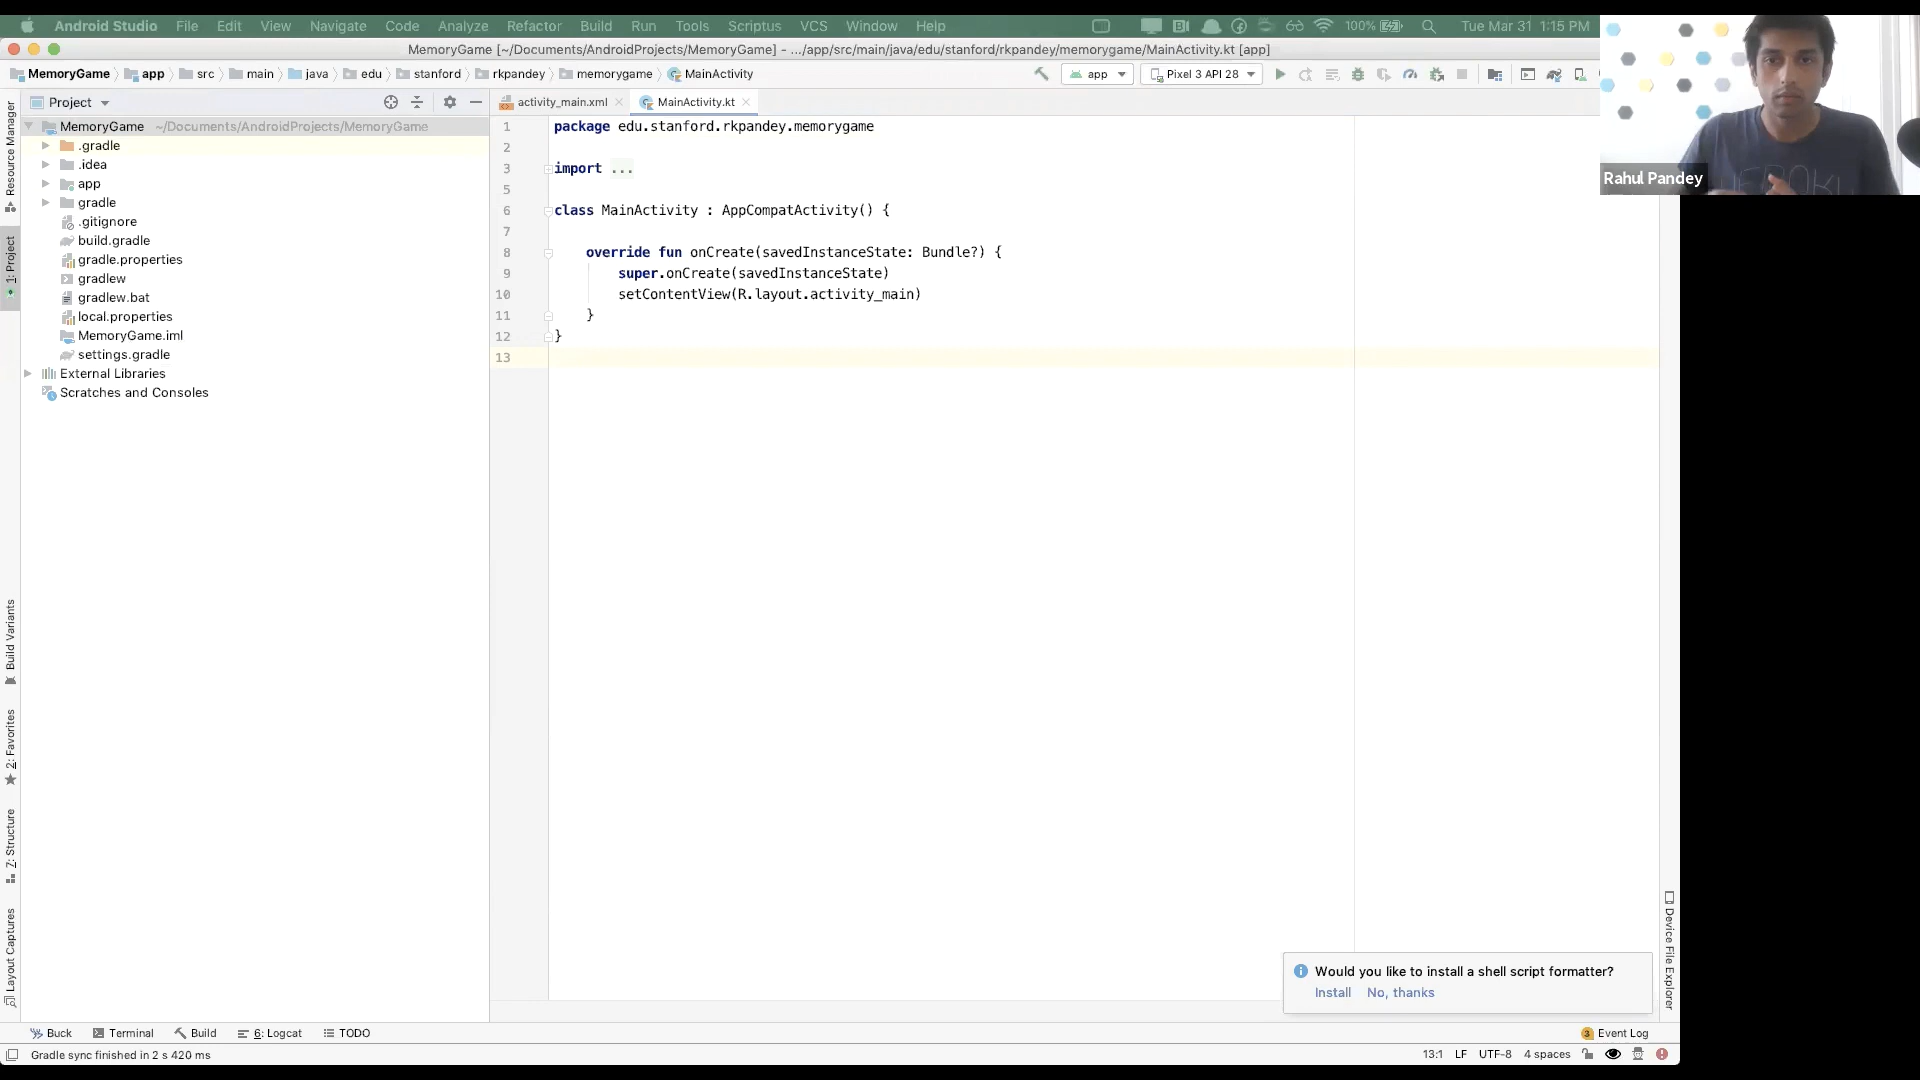 Android Studio File Edit View Navigate Code Analyze Refactor Build Run Tools Scriptus VCS Window Help 100% Tue Mar 31 1:15 PM
MemoryGame [~/Documents/AndroidProjects/MemoryGame] - .../app/src/main/java/edu/stanford/rkpandey/memorygame/MainActivity.kt [app]
MemoryGame app src main java edu stanford rkpandey memorygame MainActivity app Pixel 3 API 28
Project activity_main.xml MainActivity.kt
Resource Manager
1: Project
Build Variants
2: Favorites
7: Structure
Layout Captures
MemoryGame ~/Documents/AndroidProjects/MemoryGame
.gradle
.idea
app
gradle
.gitignore
build.gradle
gradle.properties
gradlew
gradlew.bat
local.properties
MemoryGame.iml
settings.gradle
External Libraries
Scratches and Consoles
1 package edu.stanford.rkpandey.memorygame
2
3 import ...
5
6 class MainActivity : AppCompatActivity() {
7
8 override fun onCreate(savedInstanceState: Bundle?) {
9 super.onCreate(savedInstanceState)
10 setContentView(R.layout.activity_main)
11 }
12 }
13
Rahul Pandey
Device File Explorer
Would you like to install a shell script formatter?
Install No, thanks
Buck Terminal Build 6: Logcat TODO 3 Event Log
Gradle sync finished in 2 s 420 ms 13:1 LF UTF-8 4 spaces